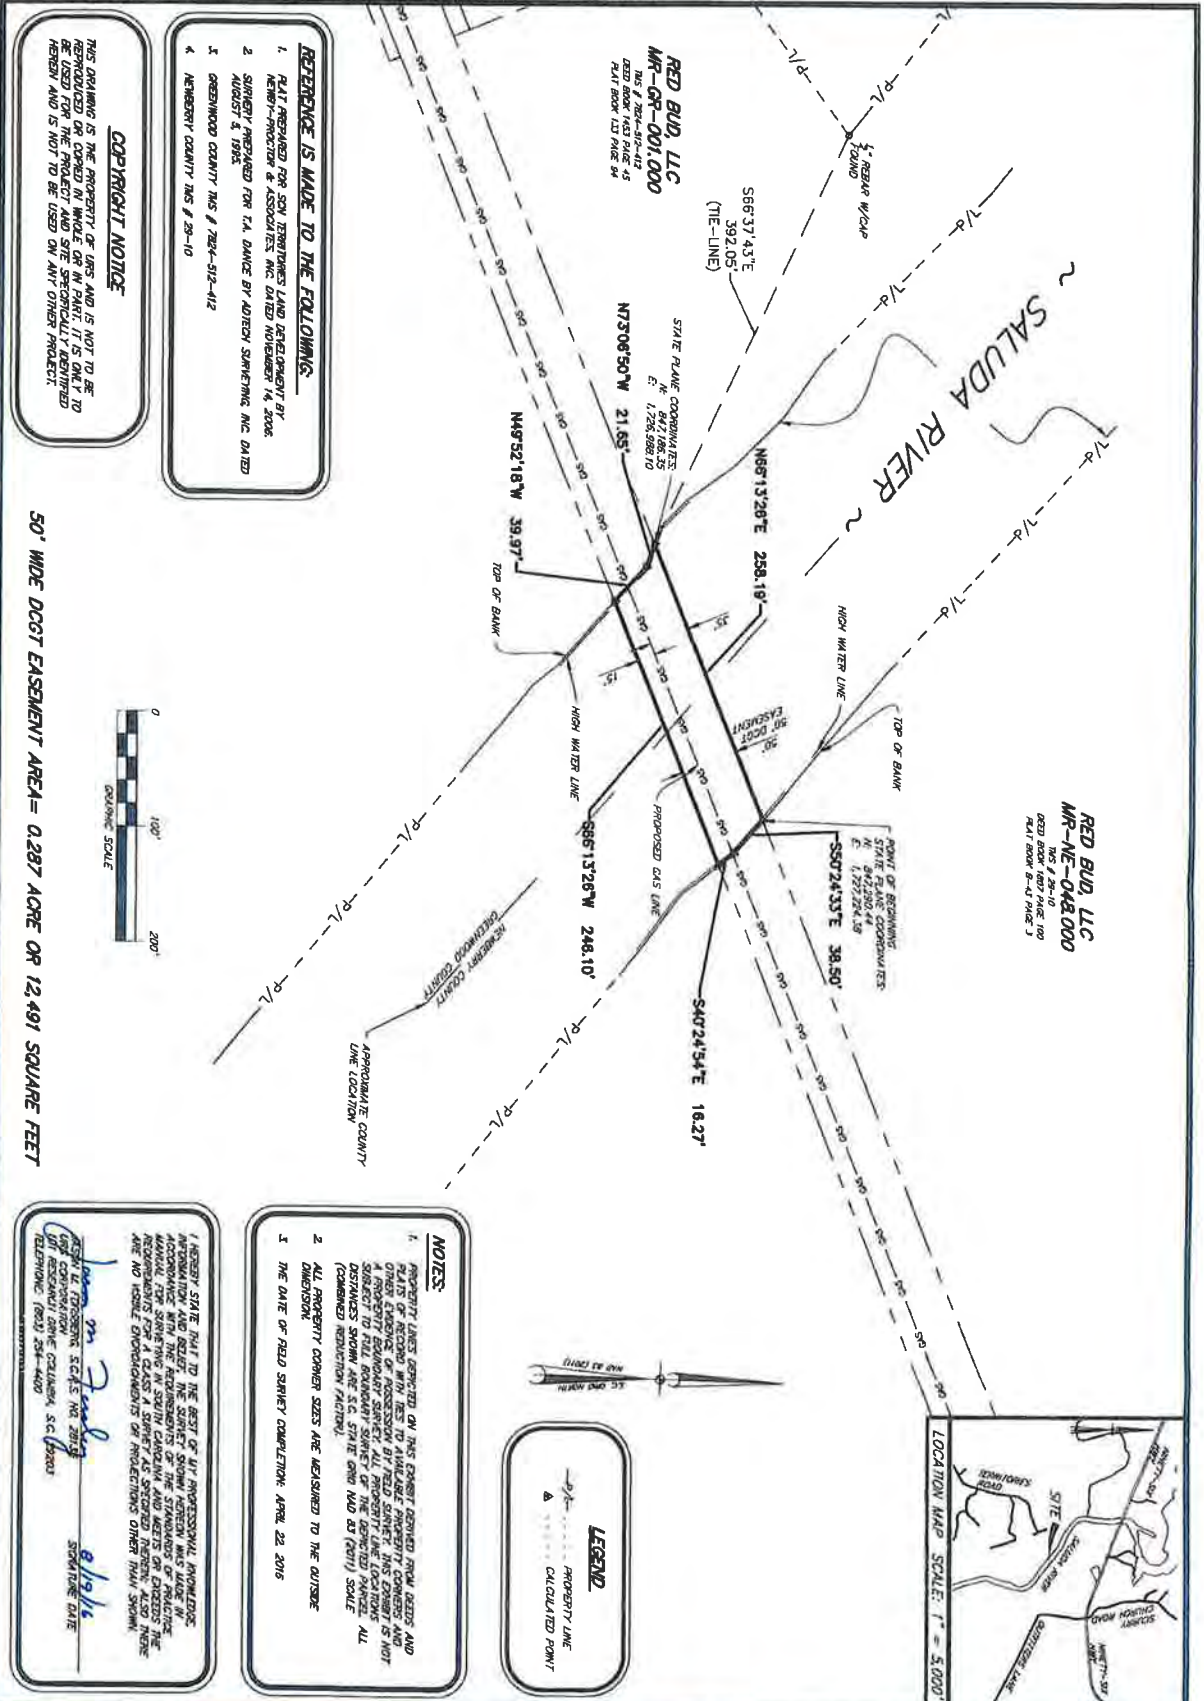 RED BUD, LLC
MR-GR-001.000
TMS # 7824-512-412
DEED BOOK 1453 PAGE 45
PLAT BOOK 133 PAGE 94
REBAR W/CAP
FOUND
S66°37'43"E
392.05'
(TIE-LINE)
~ SALUDA RIVER ~
STATE PLANE COORDINATES:
N: 847,186.35
E: 1,726,988.10
N73°06'50"W 21.65'
N49°52'18"W 39.97'
N66°13'26"E 258.19'
TOP OF BANK
HIGH WATER LINE
HIGH WATER LINE
TOP OF BANK
35'
15'
50' DCGT
EASEMENT
50'
PROPOSED GAS LINE
S66°13'26"W 246.10'
RED BUD, LLC
MR-NE-048.000
TMS # 29-10
DEED BOOK 1807 PAGE 100
PLAT BOOK B-43 PAGE 3
POINT OF BEGINNING
STATE PLANE COORDINATES:
N: 847,290.44
E: 1,727,224.38
S50°24'33"E 38.50'
S40°24'54"E 16.27'
NEWBERRY COUNTY
GREENWOOD COUNTY
APPROXIMATE COUNTY
LINE LOCATION
REFERENCE IS MADE TO THE FOLLOWING:
1. PLAT PREPARED FOR SCN TERRITORIES LAND DEVELOPMENT BY
NEWBY-PROCTOR & ASSOCIATES, INC. DATED NOVEMBER 14, 2006.
2. SURVERY PREPARED FOR T.A. DANCE BY ADTECH SURVEYING, INC. DATED
AUGUST 5, 1995.
3. GREENWOOD COUNTY TMS # 7824-512-412
4. NEWBERRY COUNTY TMS # 29-10
COPYRIGHT NOTICE
THIS DRAWING IS THE PROPERTY OF URS AND IS NOT TO BE
REPRODUCED OR COPIED IN WHOLE OR IN PART. IT IS ONLY TO
BE USED FOR THE PROJECT AND SITE SPECIFICALLY IDENTIFIED
HEREIN AND IS NOT TO BE USED ON ANY OTHER PROJECT.
0 100' 200'
GRAPHIC SCALE
50' WIDE DCGT EASEMENT AREA= 0.287 ACRE OR 12,491 SQUARE FEET
LOCATION MAP SCALE: 1" = 5,000'
SITE
SALUDA RIVER
SCURRY
CHURCH ROAD
OUTFITTERS LANE
S.C. GRID NORTH
NAD 83 (2011)
LEGEND
-P/L- - - - - PROPERTY LINE
CALCULATED POINT
NOTES:
1. PROPERTY LINES DEPICTED ON THIS EXHIBIT DERIVED FROM DEEDS AND
PLATS OF RECORD WITH TIES TO AVAILABLE PROPERTY CORNERS AND
OTHER EVIDENCE OF POSSESSION BY FIELD SURVEY. THIS EXHIBIT IS NOT
A PROPERTY BOUNDARY SURVEY. ALL PROPERTY LINE LOCATIONS
SUBJECT TO FULL BOUNDARY SURVEY OF THE DEPICTED PARCEL. ALL
DISTANCES SHOWN ARE S.C. STATE GRID NAD 83 (2011) SCALE
(COMBINED REDUCTION FACTOR).
2. ALL PROPERTY CORNER SIZES ARE MEASURED TO THE OUTSIDE
DIMENSION.
3. THE DATE OF FIELD SURVEY COMPLETION: APRIL 22, 2016
I HEREBY STATE THAT TO THE BEST OF MY PROFESSIONAL KNOWLEDGE,
INFORMATION AND BELIEF, THE SURVEY SHOWN HEREON WAS MADE IN
ACCORDANCE WITH THE REQUIREMENTS OF THE STANDARDS OF PRACTICE
MANUAL FOR SURVEYING IN SOUTH CAROLINA AND MEETS OR EXCEEDS THE
REQUIREMENTS FOR A CLASS A SURVEY AS SPECIFIED THEREIN; ALSO THERE
ARE NO VISIBLE ENCROACHMENTS OR PROJECTIONS OTHER THAN SHOWN.
8/19/16
SIGNATURE DATE
URS CORPORATION
RESEARCH DRIVE COLUMBIA, S.C. 29203
TELEPHONE: (803) 254-4400